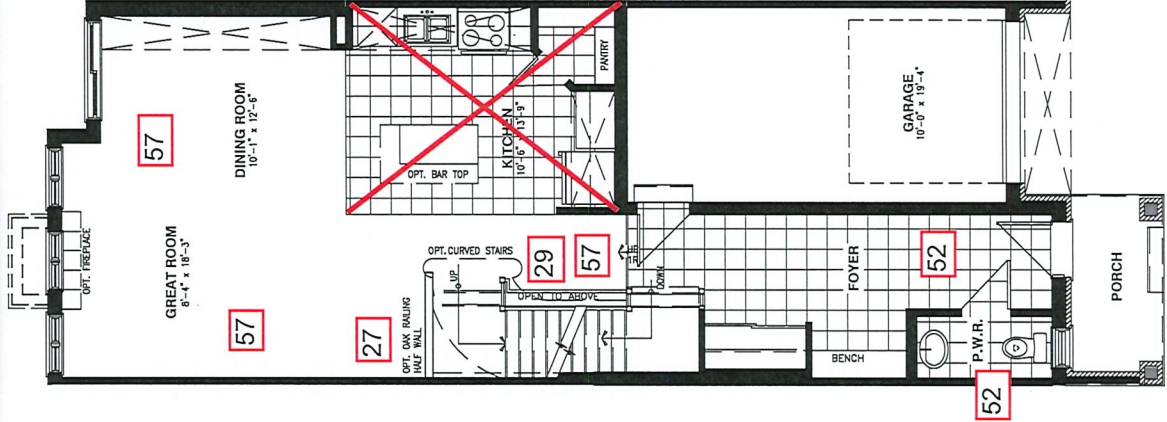 57
DINING ROOM
10'-1" x 12'-6"
GREAT ROOM
8'-4" x 18'-3"
OPT. FIREPLACE
57
27
OPT. OAK RAILING
HALF WALL
UP
OPT. CURVED STAIRS
OPEN TO ABOVE
29
57
DOWN
OPT. BAR TOP
KITCHEN
10'-6" 13'-9"
PANTRY
GARAGE
10'-0" x 19'-4"
FOYER
52
BENCH
P.W.R.
52
PORCH